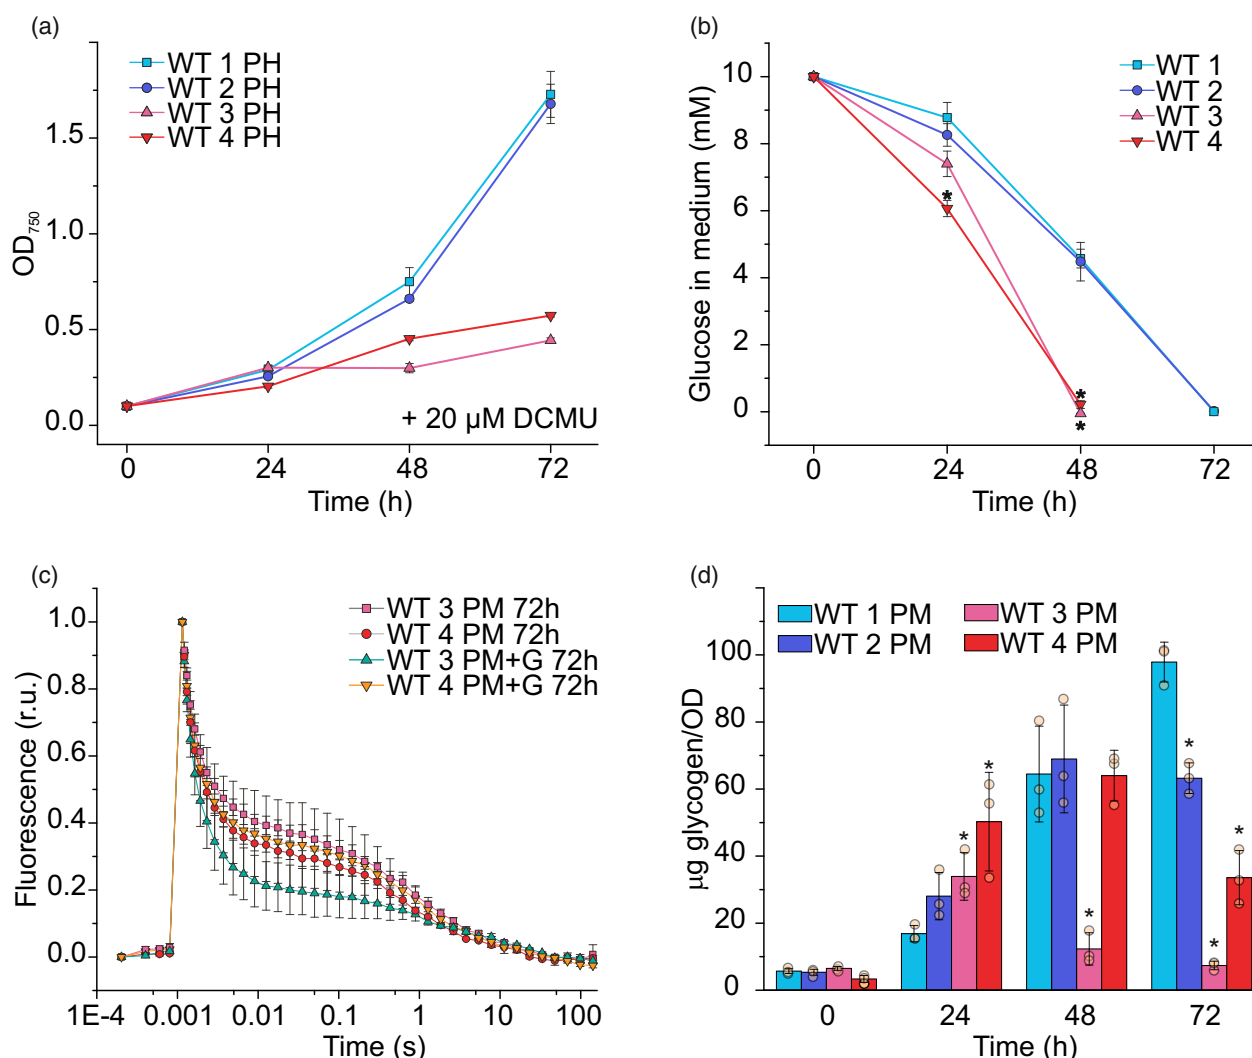 (a)
WT 1 PH
WT 2 PH
WT 3 PH
WT 4 PH
1.5
1.0
0.5
0.0
OD750
+ 20 µM DCMU
0 24 48 72
Time (h)
(b)
WT 1
WT 2
WT 3
WT 4
10
8
6
4
2
0
Glucose in medium (mM)
*
*
*
0 24 48 72
Time (h)
(c)
WT 3 PM 72h
WT 4 PM 72h
WT 3 PM+G 72h
WT 4 PM+G 72h
1.0
0.8
0.6
0.4
0.2
0.0
Fluorescence (r.u.)
1E-4 0.001 0.01 0.1 1 10 100
Time (s)
(d)
WT 1 PM WT 3 PM
WT 2 PM WT 4 PM
100
80
60
40
20
0
µg glycogen/OD
* * * * * *
0 24 48 72
Time (h)